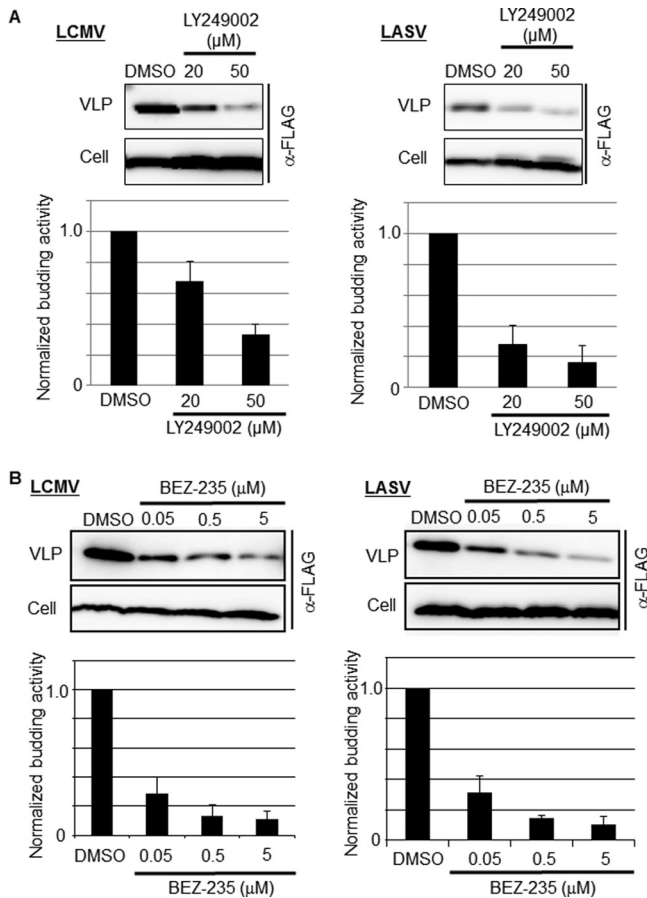 A
LCMV
LY249002
(µM)
DMSO 20 50
VLP
Cell
α-FLAG
Normalized budding activity
1.0
0
DMSO 20 50
LY249002 (µM)
LASV
LY249002
(µM)
DMSO 20 50
VLP
Cell
α-FLAG
Normalized budding activity
1.0
0
DMSO 20 50
LY249002 (µM)
B
LCMV
BEZ-235 (µM)
DMSO 0.05 0.5 5
VLP
Cell
α-FLAG
Normalized budding activity
1.0
0
DMSO 0.05 0.5 5
BEZ-235 (µM)
LASV
BEZ-235 (µM)
DMSO 0.05 0.5 5
VLP
Cell
α-FLAG
Normalized budding activity
1.0
0
DMSO 0.05 0.5 5
BEZ-235 (µM)